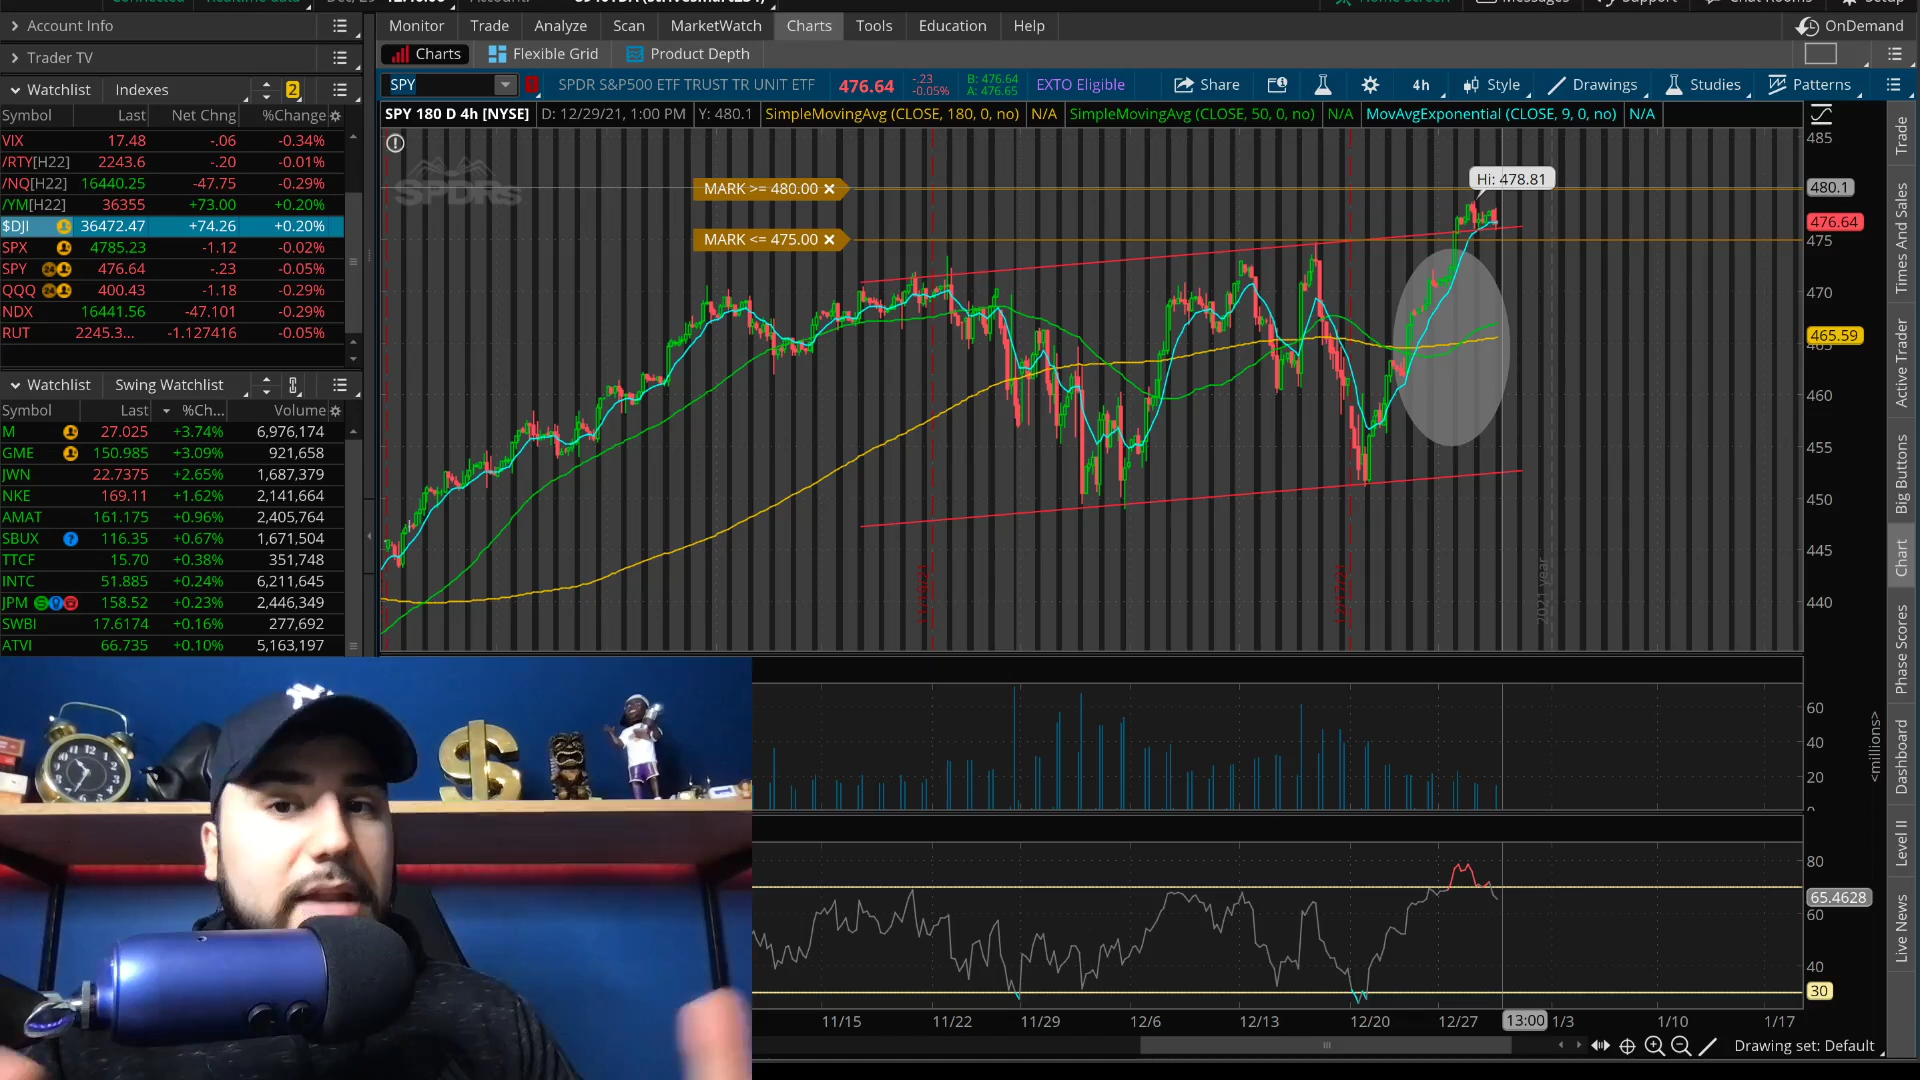 Account Info
Trader TV
Watchlist Indexes 2
Symbol Last Net Chng %Change
VIX 17.48 -.06 -0.34%
/RTY[H22] 2243.6 -.20 -0.01%
/NQ[H22] 16440.25 -47.75 -0.29%
/YM[H22] 36355 +73.00 +0.20%
$DJI 36472.47 +74.26 +0.20%
SPX 4785.23 -1.12 -0.02%
SPY 476.64 -.23 -0.05%
QQQ 400.43 -1.18 -0.29%
NDX 16441.56 -47.101 -0.29%
RUT 2245.3... -1.127416 -0.05%
Watchlist Swing Watchlist
Symbol Last %Ch... Volume
M 27.025 +3.74% 6,976,174
GME 150.985 +3.09% 921,658
JWN 22.7375 +2.65% 1,687,379
NKE 169.11 +1.62% 2,141,664
AMAT 161.175 +0.96% 2,405,764
SBUX 116.35 +0.67% 1,671,504
TTCF 15.70 +0.38% 351,748
INTC 51.885 +0.24% 6,211,645
JPM 158.52 +0.23% 2,446,349
SWBI 17.6174 +0.16% 277,692
ATVI 66.735 +0.10% 5,163,197
Monitor Trade Analyze Scan MarketWatch Charts Tools Education Help OnDemand
Charts Flexible Grid Product Depth
SPY SPDR S&P500 ETF TRUST TR UNIT ETF 476.64 -.23 -0.05% B: 476.64 A: 476.65 EXTO Eligible Share 4h Style Drawings Studies Patterns
SPY 180 D 4h [NYSE] D: 12/29/21, 1:00 PM Y: 480.1 SimpleMovingAvg (CLOSE, 180, 0, no) N/A SimpleMovingAvg (CLOSE, 50, 0, no) N/A MovAvgExponential (CLOSE, 9, 0, no) N/A
SPDRs
MARK >= 480.00
MARK <= 475.00
Hi: 478.81
485
480.1
476.64
475
470
465.59
460
455
450
445
440
2021 year
60
40
20
<millions>
80
65.4628
60
40
30
11/15 11/22 11/29 12/6 12/13 12/20 12/27 13:00 1/3 1/10 1/17
Drawing set: Default
Trade
Times And Sales
Active Trader
Big Buttons
Chart
Phase Scores
Dashboard
Level II
Live News